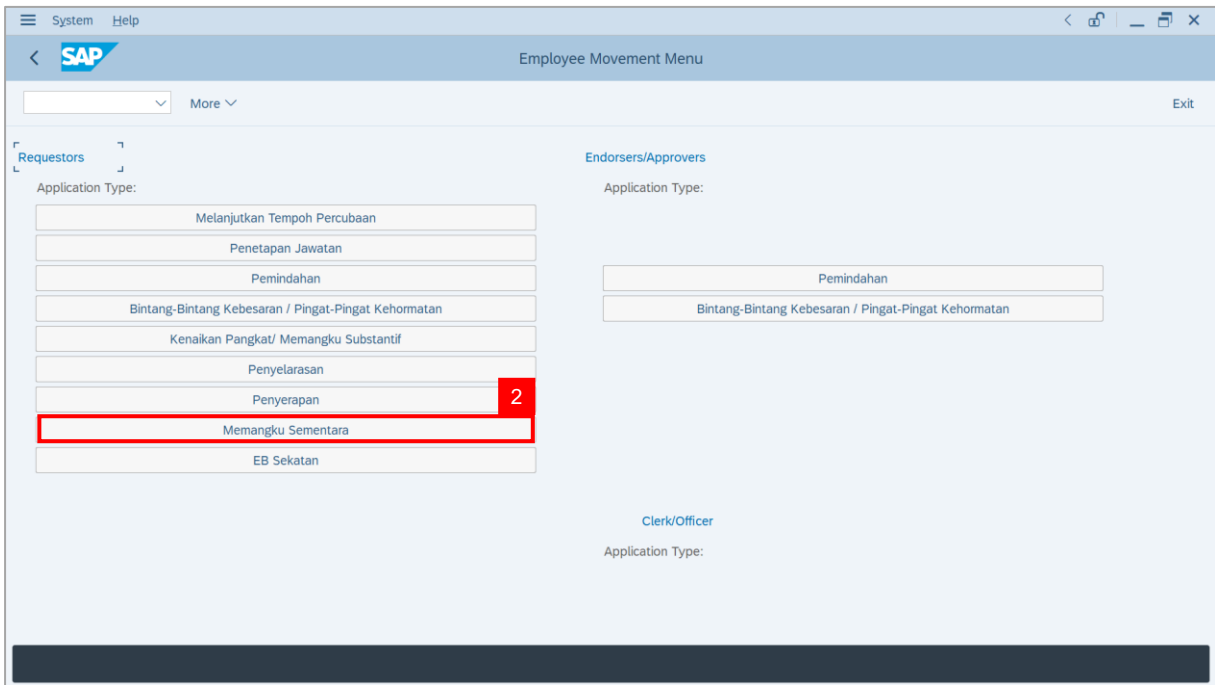 System Help
SAP
Employee Movement Menu
More
Exit
Requestors
Application Type:
Melanjutkan Tempoh Percubaan
Penetapan Jawatan
Pemindahan
Bintang-Bintang Kebesaran / Pingat-Pingat Kehormatan
Kenaikan Pangkat/ Memangku Substantif
Penyelarasan
Penyerapan
2
Memangku Sementara
EB Sekatan
Endorsers/Approvers
Application Type:
Pemindahan
Bintang-Bintang Kebesaran / Pingat-Pingat Kehormatan
Clerk/Officer
Application Type: